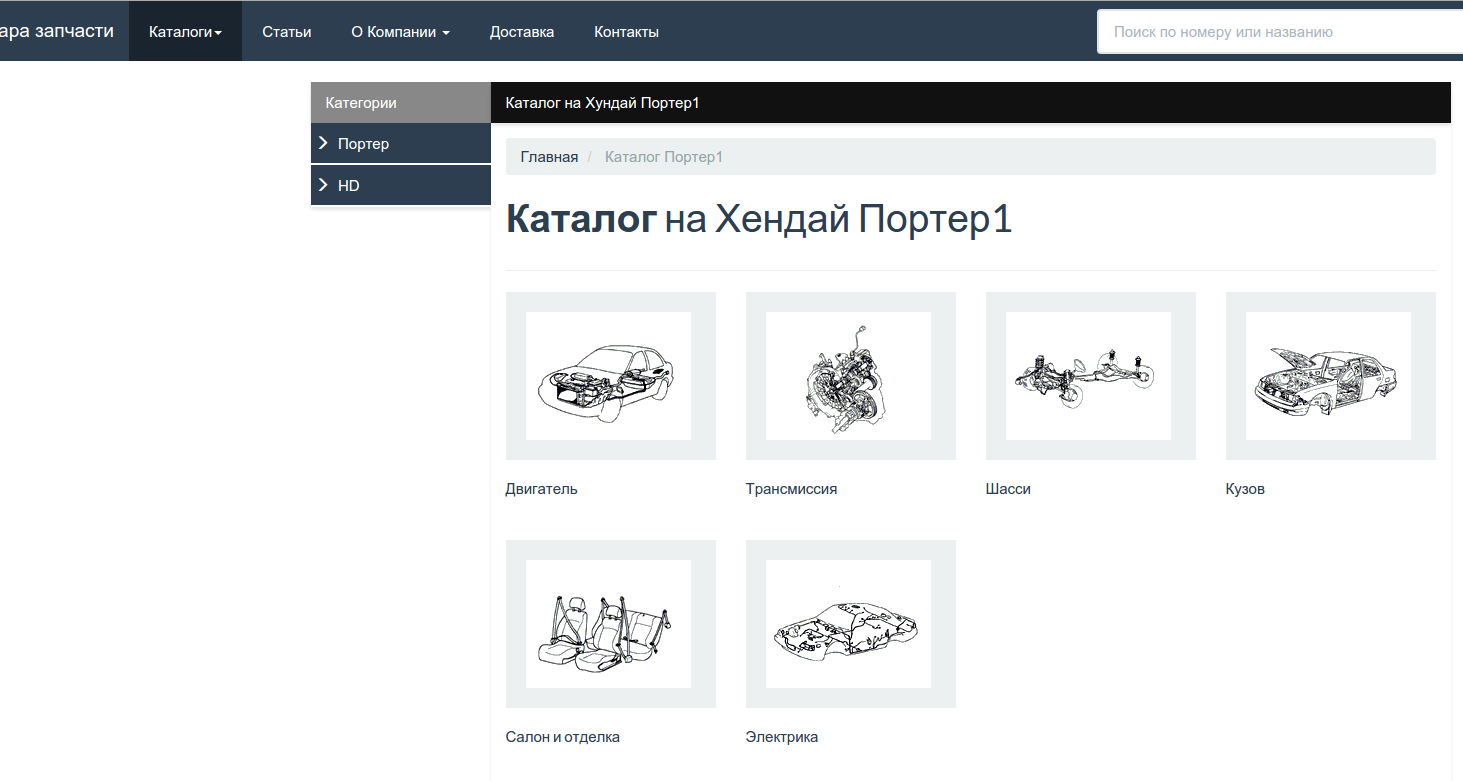 ара запчасти Каталоги Статьи О Компании Доставка Контакты Поиск по номеру или названию
Категории
Портер
HD
Каталог на Хундай Портер1
Главная / Каталог Портер1
Каталог на Хендай Портер1
Двигатель
Трансмиссия
Шасси
Кузов
Салон и отделка
Электрика